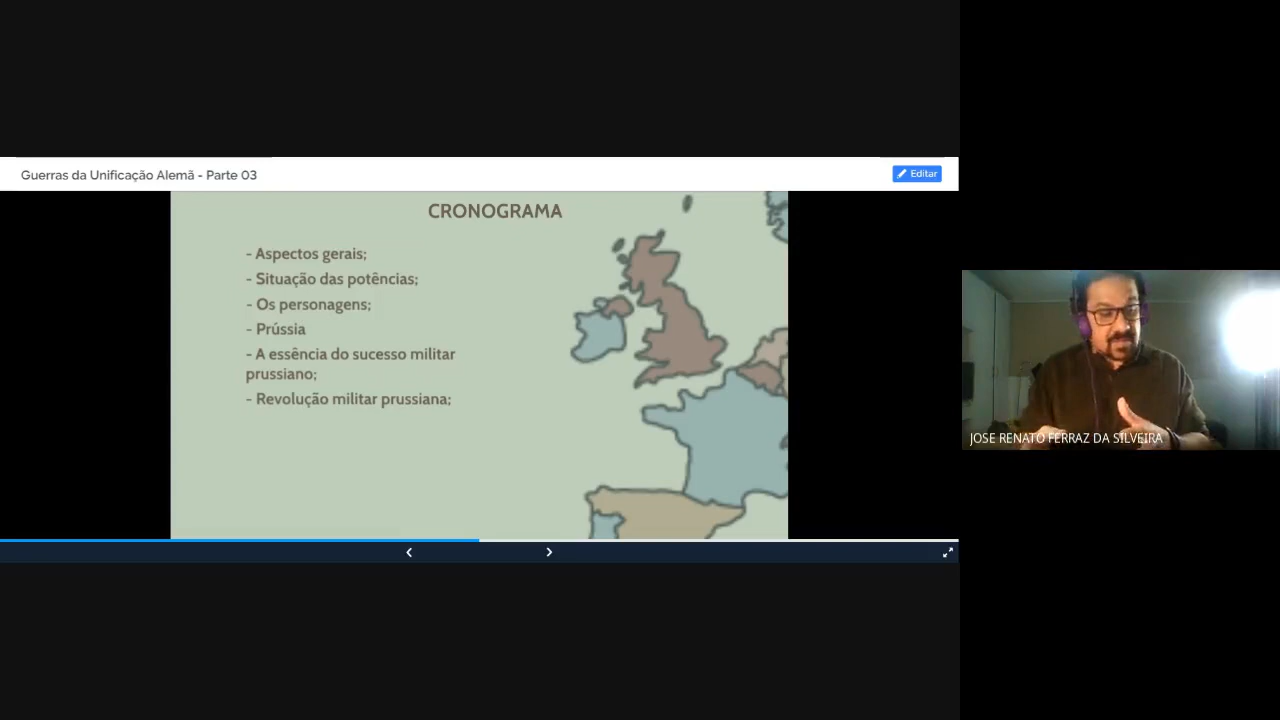 Guerras da Unificação Alemã - Parte 03
Editar
CRONOGRAMA
- Aspectos gerais;
- Situação das potências;
- Os personagens;
- Prússia
- A essência do sucesso militar
prussiano;
- Revolução militar prussiana;
JOSE RENATO FERRAZ DA SILVEIRA